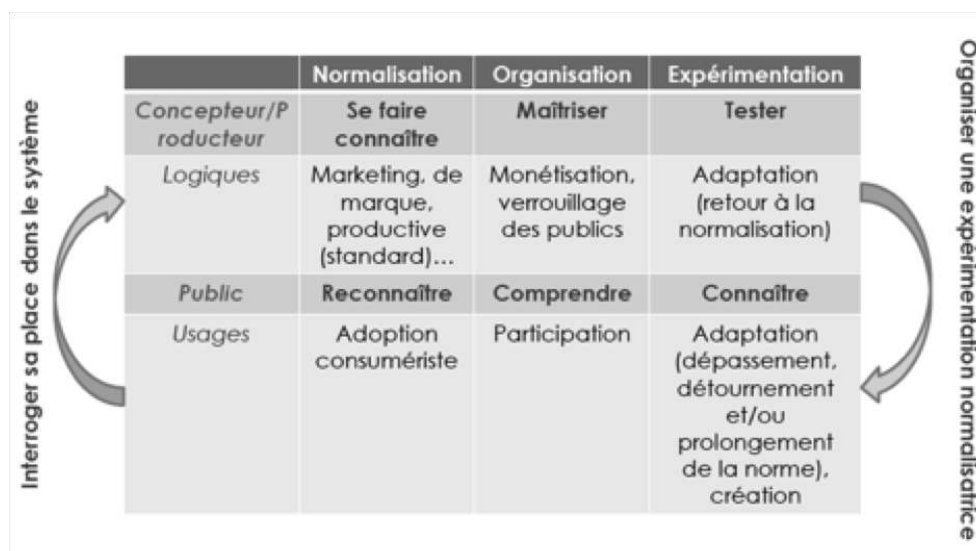 Interroger sa place dans le système
Normalisation Organisation Expérimentation
Concepteur/P
roducteur
Se faire
connaître
Maîtriser
Tester
Logiques
Marketing, de
marque,
productive
(standard)...
Monétisation,
verrouillage
des publics
Adaptation
(retour à la
normalisation)
Public
Reconnaître
Comprendre
Connaître
Usages
Adoption
consumériste
Participation
Adaptation
(dépassement,
détournement
et/ou
prolongement
de la norme),
création
Organiser une expérimentation normalisatrice